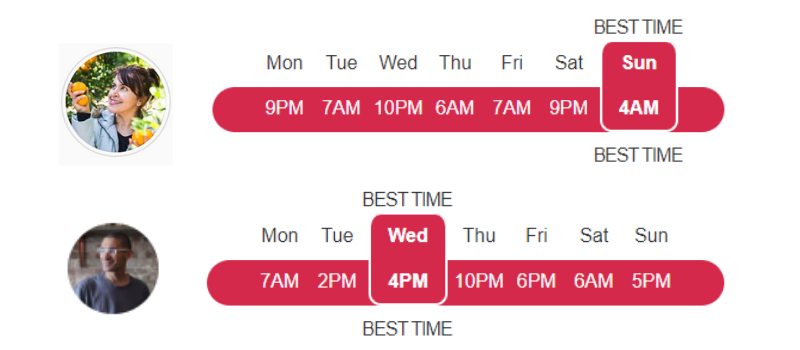 BEST TIME
Mon Tue Wed Thu Fri Sat Sun
9PM 7AM 10PM 6AM 7AM 9PM 4AM
BEST TIME
BEST TIME
Mon Tue Wed Thu Fri Sat Sun
7AM 2PM 4PM 10PM 6PM 6AM 5PM
BEST TIME